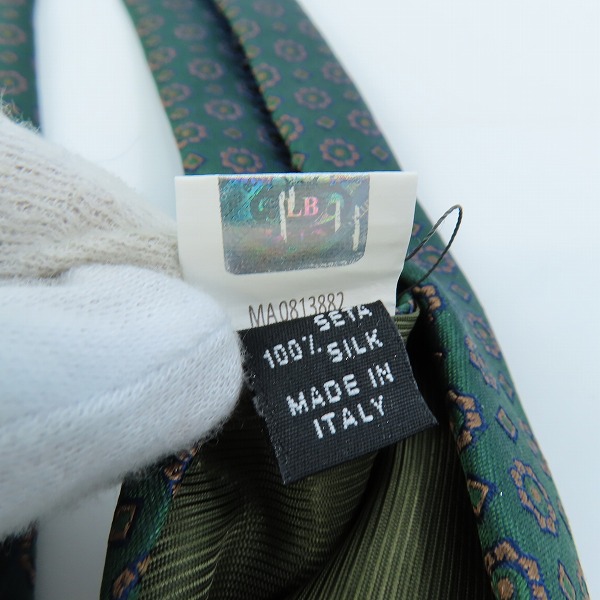 LB
MA0813882
SETA
100% SILK
MADE IN
ITALY